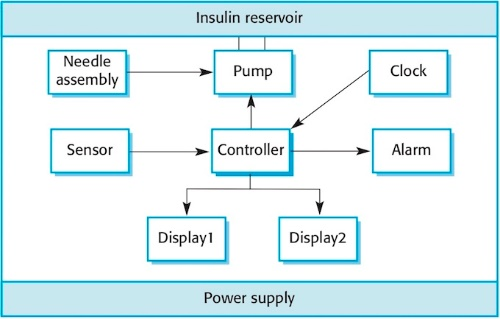 Insulin reservoir
Needle
assembly
Pump
Clock
Sensor
Controller
Alarm
Display1
Display2
Power supply